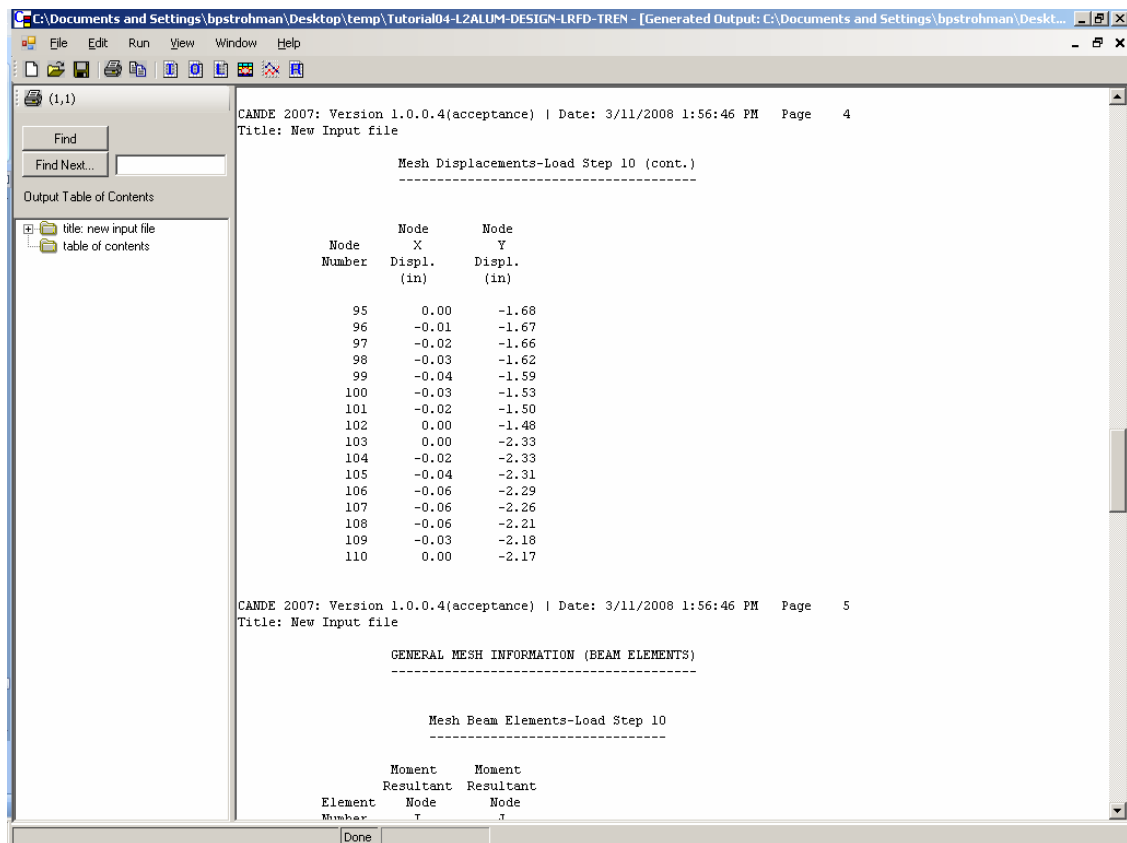 C:\Documents and Settings\bpstrohman\Desktop\temp\Tutorial04-L2ALUM-DESIGN-LRFD-TREN - [Generated Output: C:\Documents and Settings\bpstrohman\Deskt...
File Edit Run View Window Help
(1,1)
Find
Find Next...
Output Table of Contents
title: new input file
table of contents
CANDE 2007: Version 1.0.0.4(acceptance) | Date: 3/11/2008 1:56:46 PM Page 4
Title: New Input file
Mesh Displacements-Load Step 10 (cont.)
Node Node
Node X Y
Number Displ. Displ.
(in) (in)
95 0.00 -1.68
96 -0.01 -1.67
97 -0.02 -1.66
98 -0.03 -1.62
99 -0.04 -1.59
100 -0.03 -1.53
101 -0.02 -1.50
102 0.00 -1.48
103 0.00 -2.33
104 -0.02 -2.33
105 -0.04 -2.31
106 -0.06 -2.29
107 -0.06 -2.26
108 -0.06 -2.21
109 -0.03 -2.18
110 0.00 -2.17
CANDE 2007: Version 1.0.0.4(acceptance) | Date: 3/11/2008 1:56:46 PM Page 5
Title: New Input file
GENERAL MESH INFORMATION (BEAM ELEMENTS)
Mesh Beam Elements-Load Step 10
Moment Moment
Resultant Resultant
Element Node Node
Number I J
Done